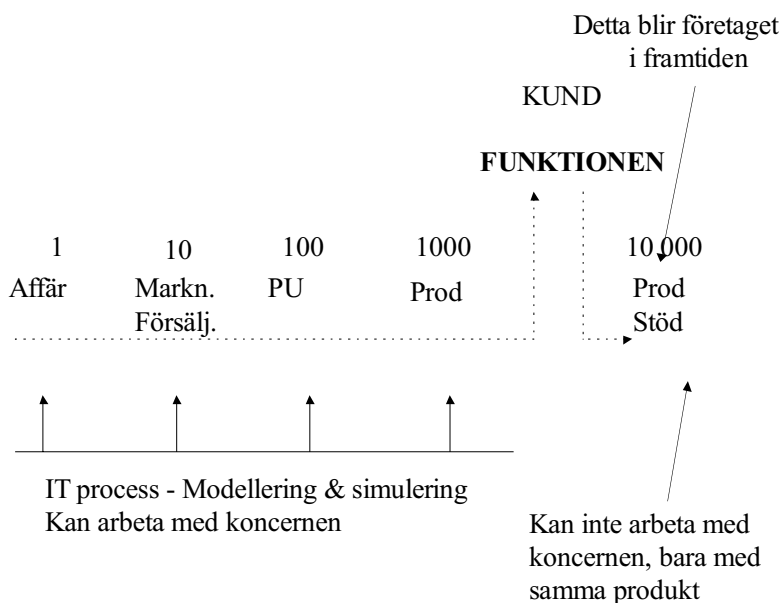 Detta blir företaget
i framtiden
KUND
FUNKTIONEN
1 10 100 1000 10.000
Affär Markn. PU Prod Prod
Försälj. Stöd
IT process - Modellering & simulering
Kan arbeta med koncernen
Kan inte arbeta med
koncernen, bara med
samma produkt